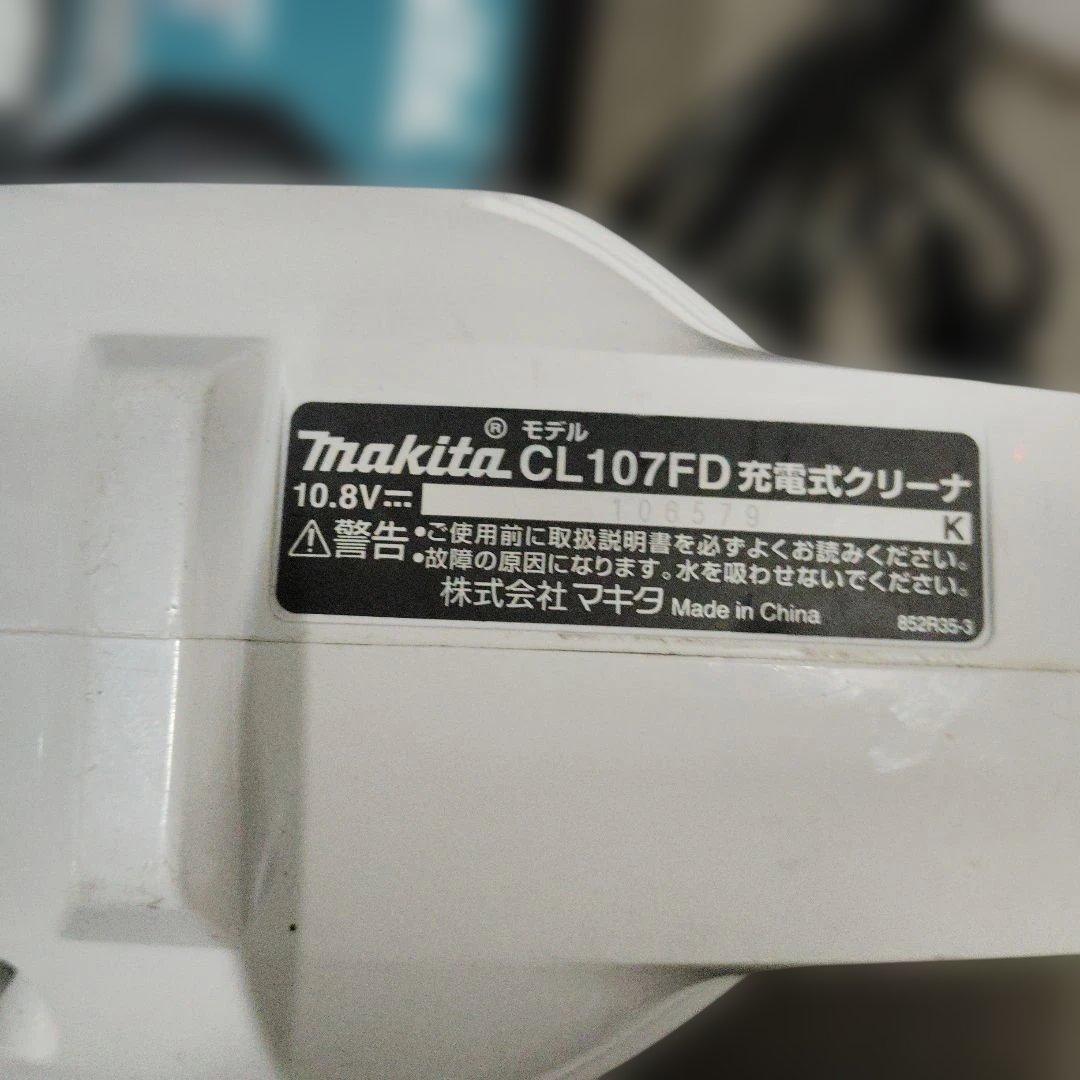 makita® モデル CL107FD 充電式クリーナ
10.8V⎓ 106579 K
⚠警告 •ご使用前に取扱説明書を必ずよくお読みください。
•故障の原因になります。水を吸わせないでください。
株式会社マキタ Made in China 852R35-3